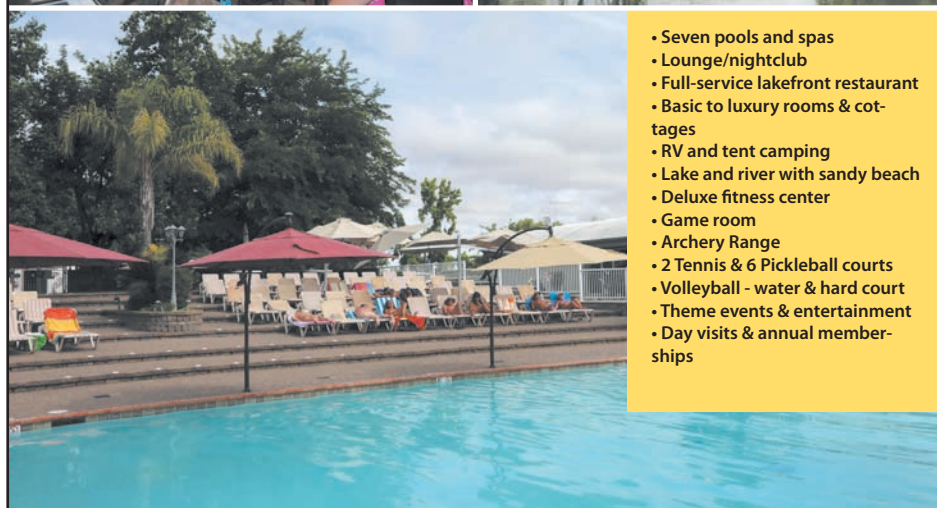 • Seven pools and spas
• Lounge/nightclub
• Full-service lakefront restaurant
• Basic to luxury rooms & cot-
tages
• RV and tent camping
• Lake and river with sandy beach
• Deluxe fitness center
• Game room
• Archery Range
• 2 Tennis & 6 Pickleball courts
• Volleyball - water & hard court
• Theme events & entertainment
• Day visits & annual member-
ships